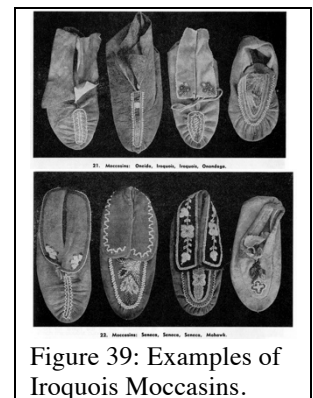 21. Moccasins: Oneida, Iroquois, Iroquois, Onondaga.
22. Moccasins: Seneca, Seneca, Seneca, Mohawk.
Figure 39: Examples of
Iroquois Moccasins.